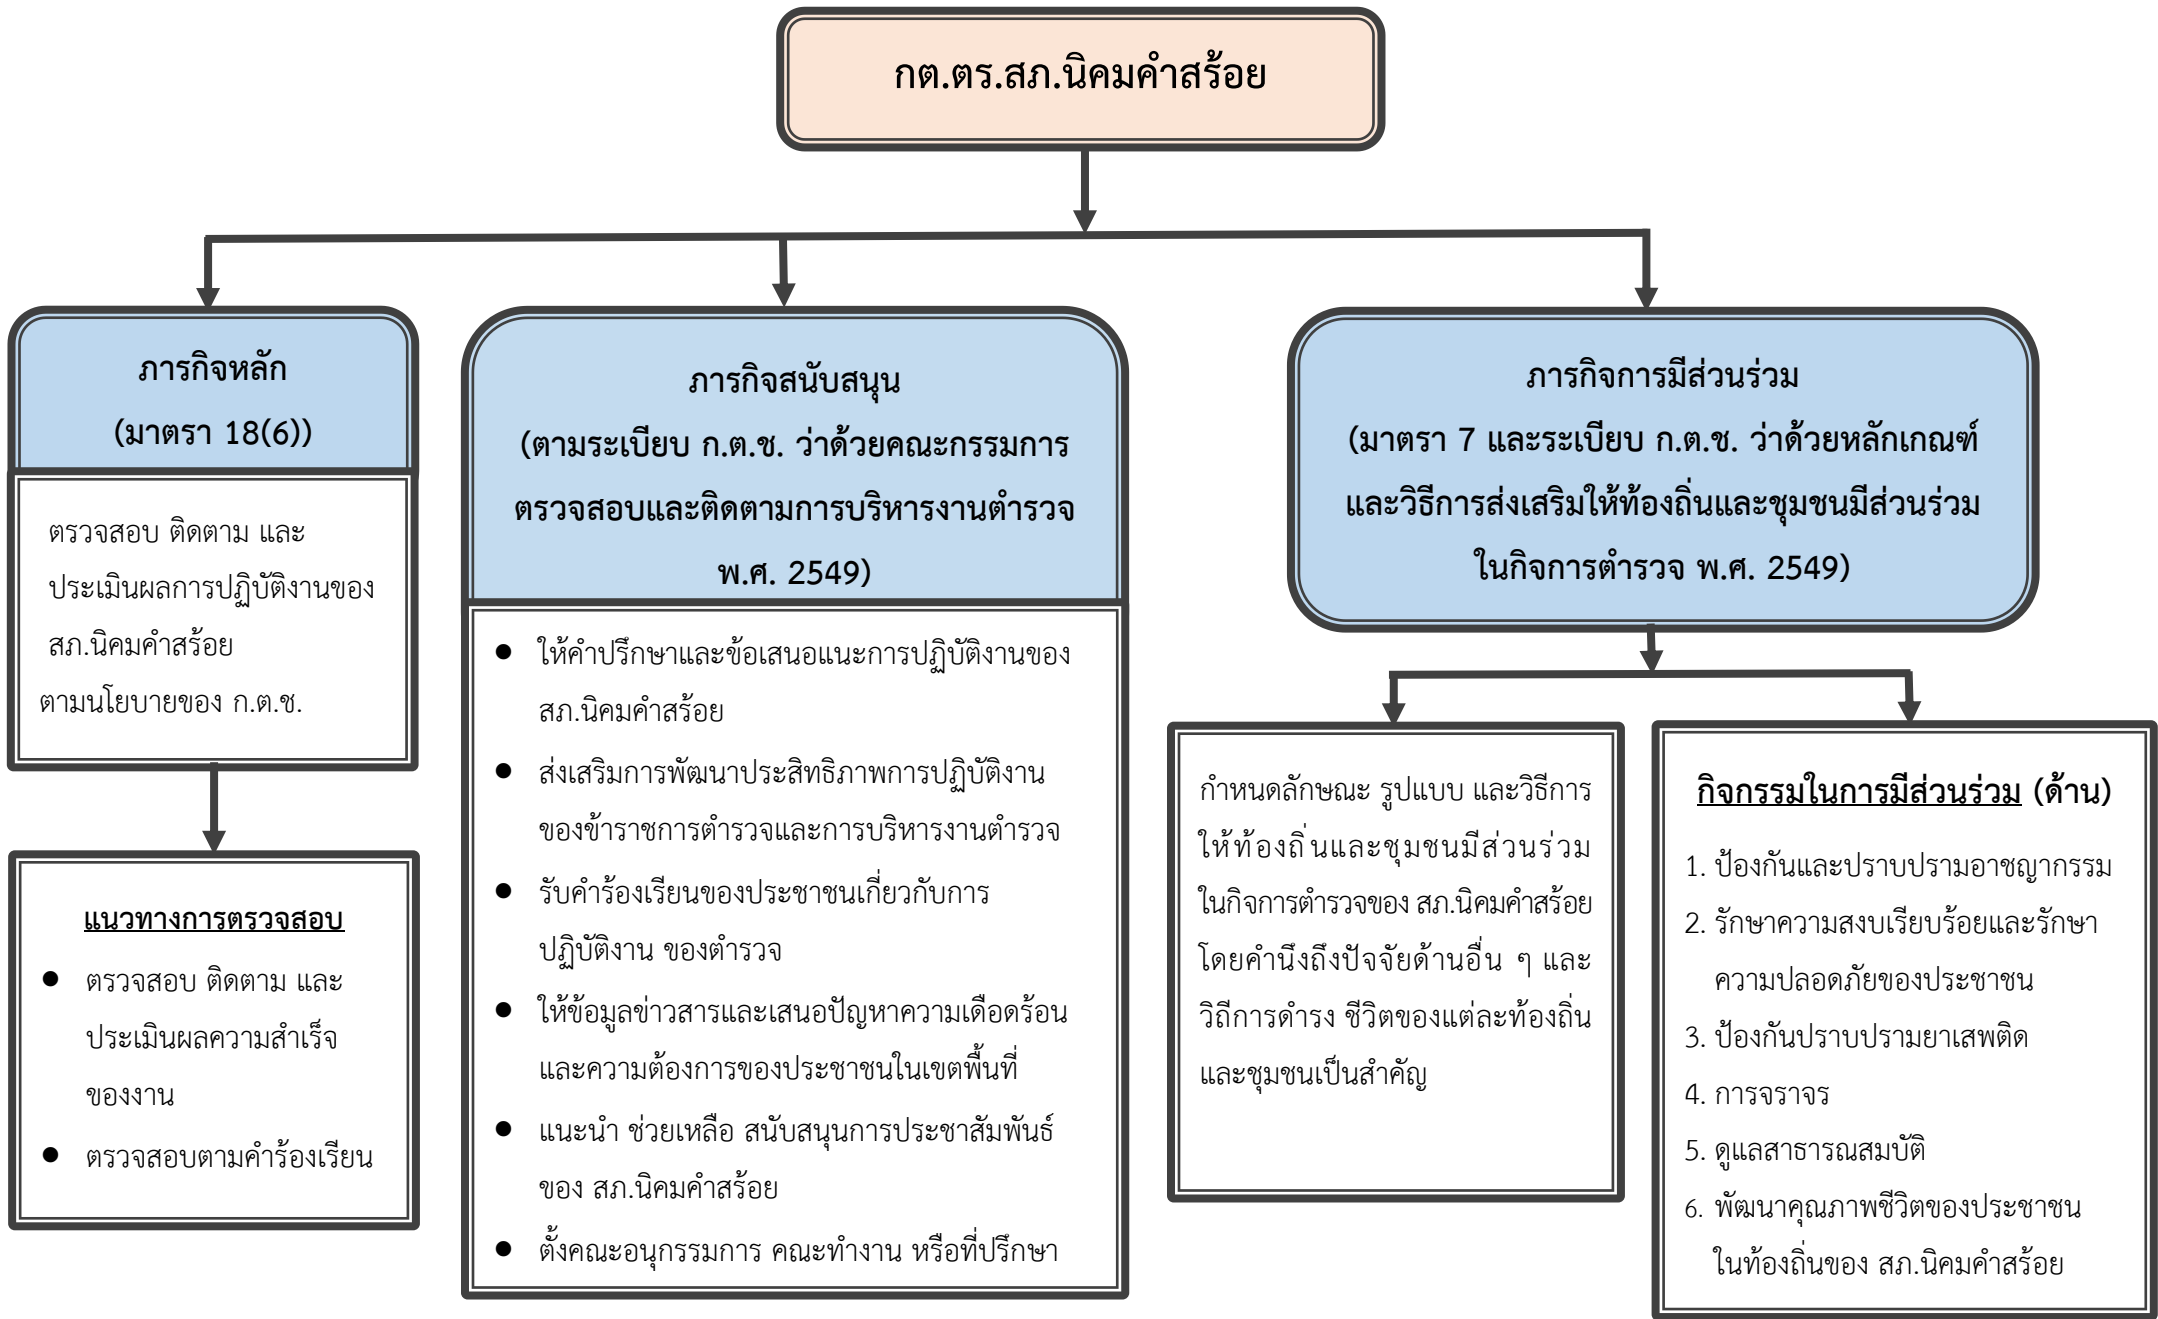 กต.ตร.สภ.นิคมคำสร้อย
ภารกิจหลัก
(มาตรา 18(6))
ตรวจสอบ ติดตาม และ
ประเมินผลการปฏิบัติงานของ
สภ.นิคมคำสร้อย
ตามนโยบายของ ก.ต.ช.
แนวทางการตรวจสอบ
● ตรวจสอบ ติดตาม และ
ประเมินผลความสำเร็จ
ของงาน
● ตรวจสอบตามคำร้องเรียน
ภารกิจสนับสนุน
(ตามระเบียบ ก.ต.ช. ว่าด้วยคณะกรรมการ
ตรวจสอบและติดตามการบริหารงานตำรวจ
พ.ศ. 2549)
● ให้คำปรึกษาและข้อเสนอแนะการปฏิบัติงานของ
สภ.นิคมคำสร้อย
● ส่งเสริมการพัฒนาประสิทธิภาพการปฏิบัติงาน
ของข้าราชการตำรวจและการบริหารงานตำรวจ
● รับคำร้องเรียนของประชาชนเกี่ยวกับการ
ปฏิบัติงาน ของตำรวจ
● ให้ข้อมูลข่าวสารและเสนอปัญหาความเดือดร้อน
และความต้องการของประชาชนในเขตพื้นที่
● แนะนำ ช่วยเหลือ สนับสนุนการประชาสัมพันธ์
ของ สภ.นิคมคำสร้อย
● ตั้งคณะอนุกรรมการ คณะทำงาน หรือที่ปรึกษา
ภารกิจการมีส่วนร่วม
(มาตรา 7 และระเบียบ ก.ต.ช. ว่าด้วยหลักเกณฑ์
และวิธีการส่งเสริมให้ท้องถิ่นและชุมชนมีส่วนร่วม
ในกิจการตำรวจ พ.ศ. 2549)
กำหนดลักษณะ รูปแบบ และวิธีการ
ให้ท้องถิ่นและชุมชนมีส่วนร่วม
ในกิจการตำรวจของ สภ.นิคมคำสร้อย
โดยคำนึงถึงปัจจัยด้านอื่น ๆ และ
วิถีการดำรง ชีวิตของแต่ละท้องถิ่น
และชุมชนเป็นสำคัญ
กิจกรรมในการมีส่วนร่วม (ด้าน)
1. ป้องกันและปราบปรามอาชญากรรม
2. รักษาความสงบเรียบร้อยและรักษา
ความปลอดภัยของประชาชน
3. ป้องกันปราบปรามยาเสพติด
4. การจราจร
5. ดูแลสาธารณสมบัติ
6. พัฒนาคุณภาพชีวิตของประชาชน
ในท้องถิ่นของ สภ.นิคมคำสร้อย